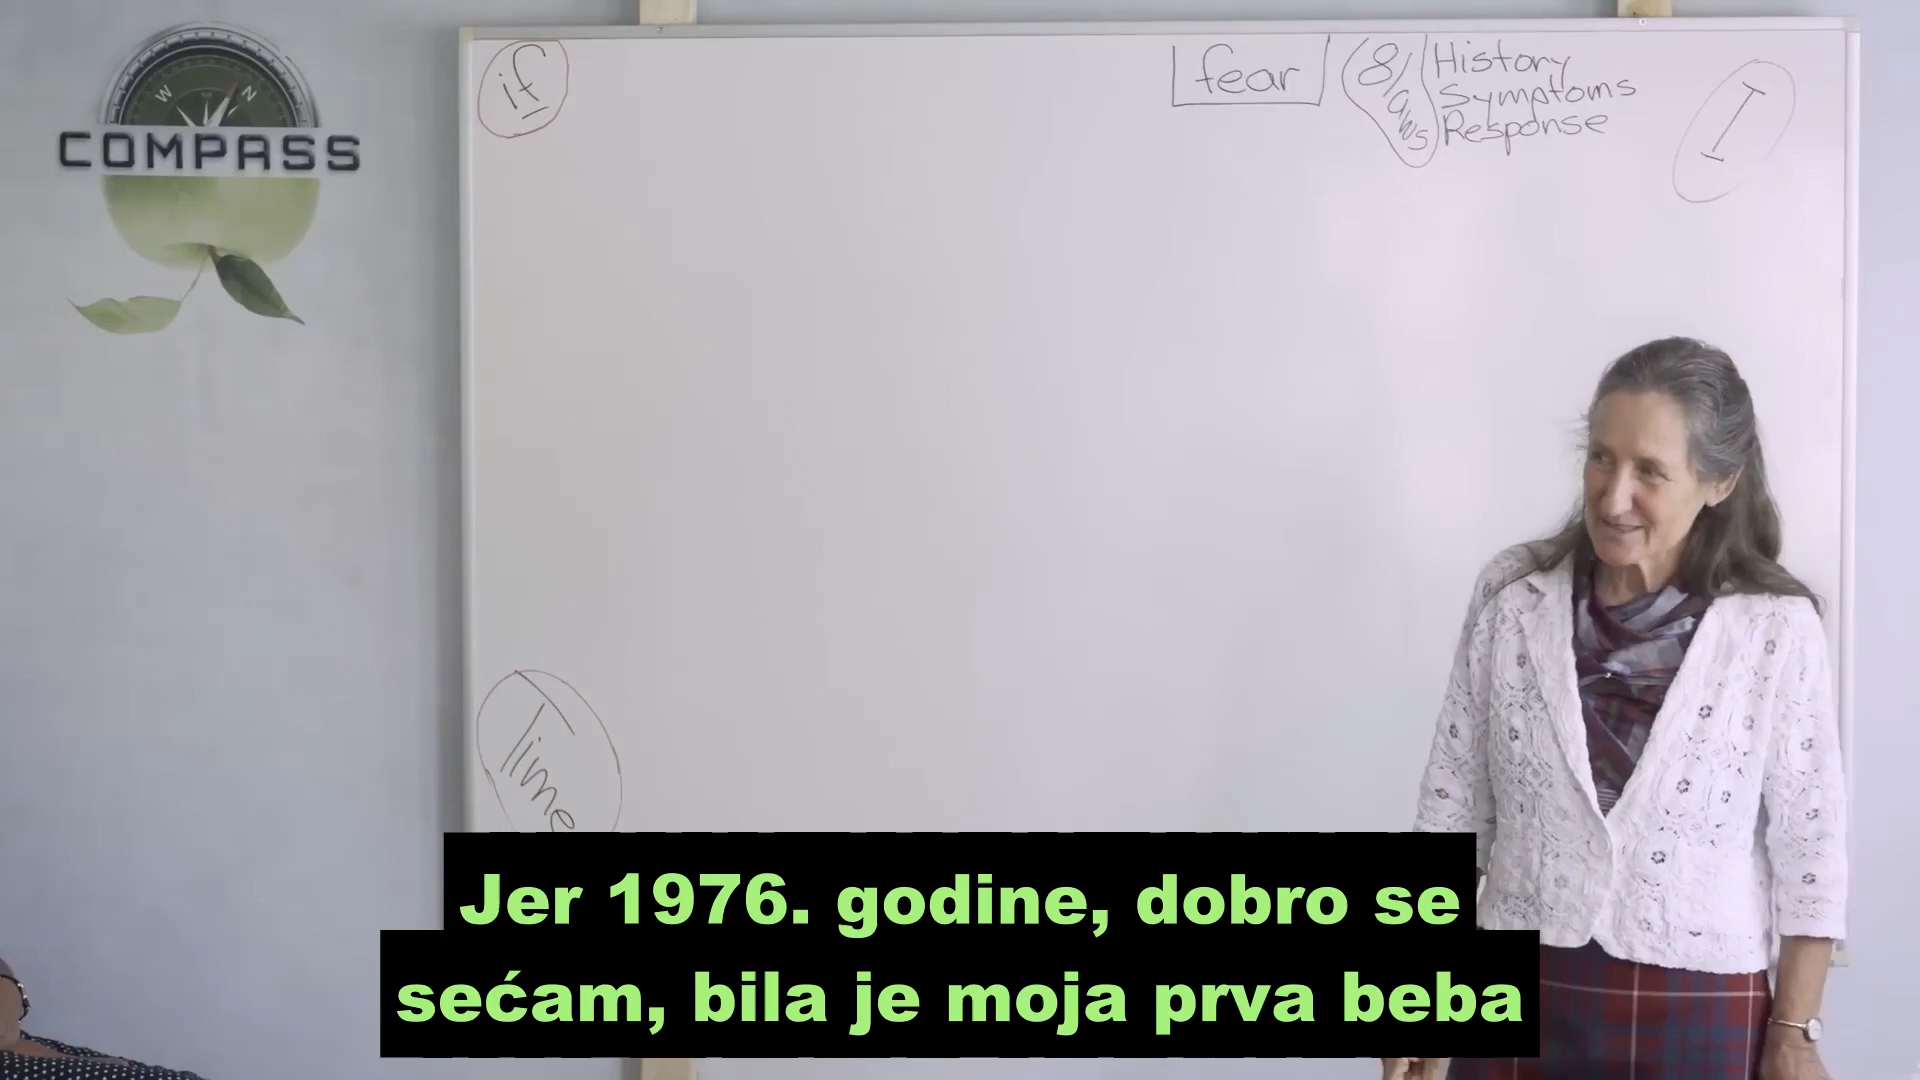 W N
COMPASS
if
fear
8 laws
History
Symptoms
Response
I
Time
Jer 1976. godine, dobro se
sećam, bila je moja prva beba